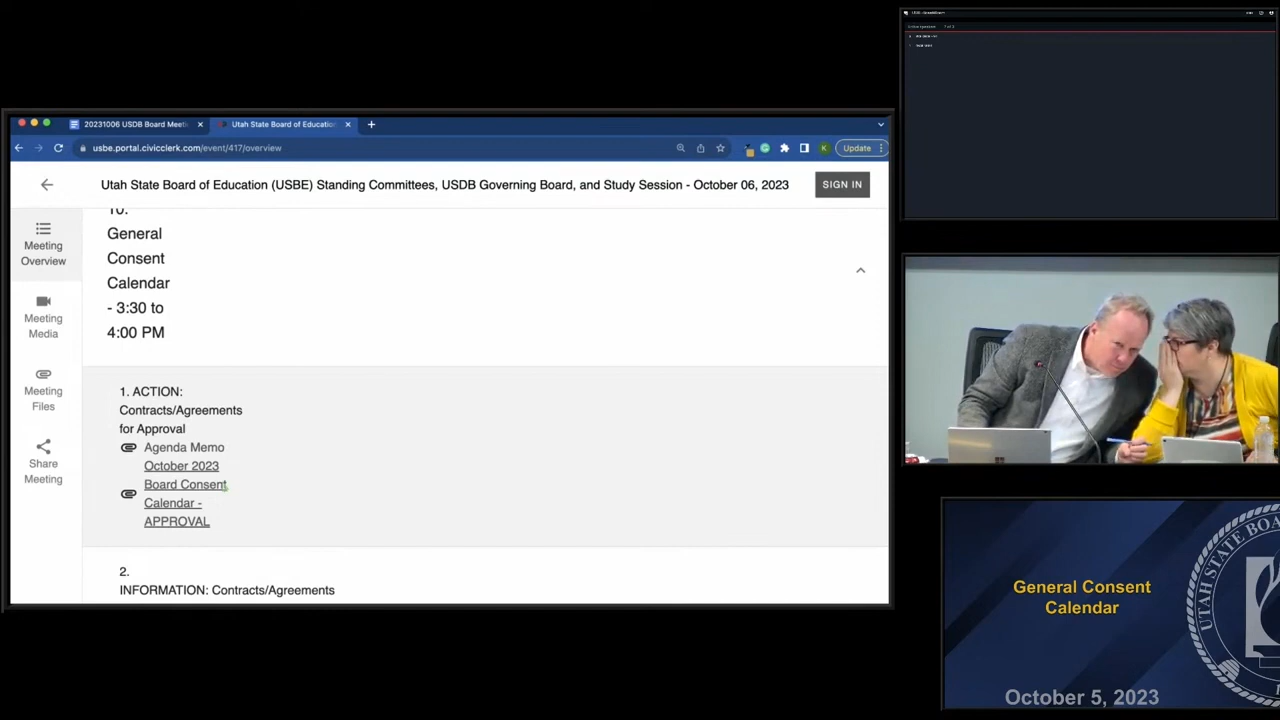 20231006 USDB Board Meeti
Utah State Board of Education
usbe.portal.civicclerk.com/event/417/overview
K
Update
Utah State Board of Education (USBE) Standing Committees, USDB Governing Board, and Study Session - October 06, 2023
SIGN IN
Meeting
Overview
Meeting
Media
Meeting
Files
Share
Meeting
10.
General
Consent
Calendar
- 3:30 to
4:00 PM
1. ACTION:
Contracts/Agreements
for Approval
Agenda Memo
October 2023
Board Consent
Calendar -
APPROVAL
2.
INFORMATION: Contracts/Agreements
General Consent
Calendar
October 5, 2023
UTAH STATE BOA